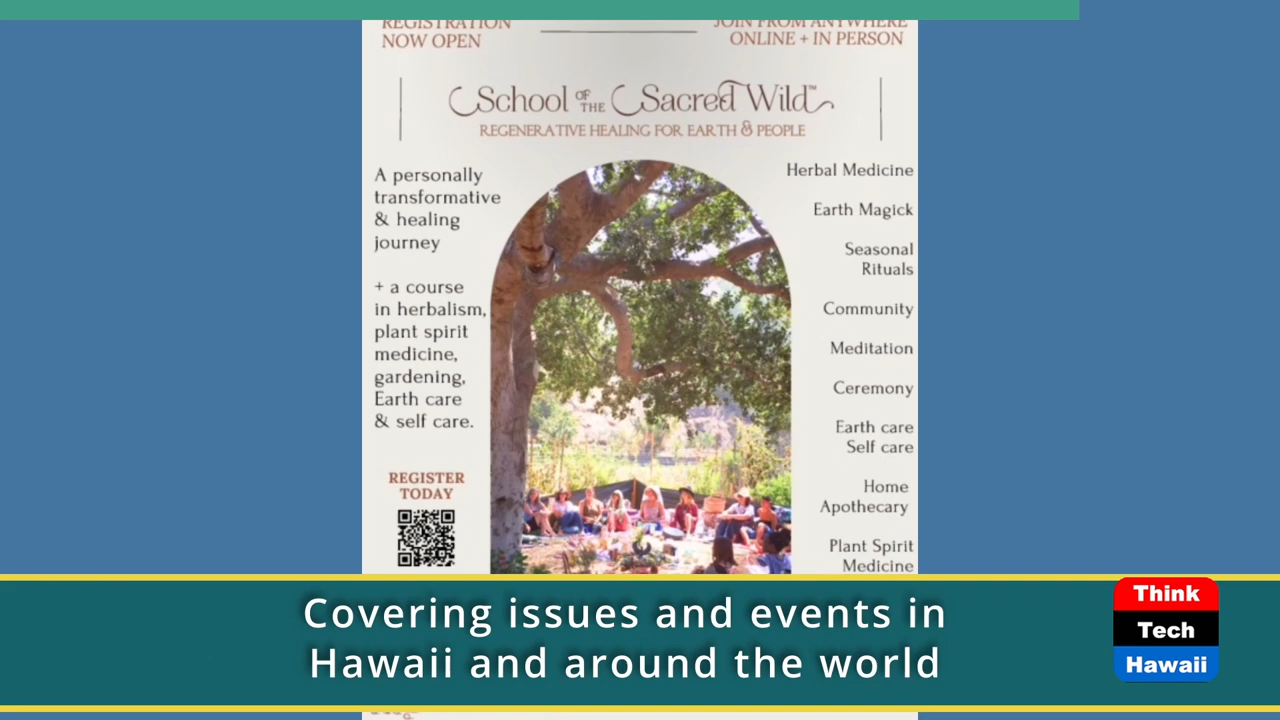 REGISTRATION
NOW OPEN
JOIN FROM ANYWHERE
ONLINE + IN PERSON
School OF THE Sacred Wild™
REGENERATIVE HEALING FOR EARTH & PEOPLE
A personally
transformative
& healing
journey
+ a course
in herbalism,
plant spirit
medicine,
gardening,
Earth care
& self care.
REGISTER
TODAY
Herbal Medicine
Earth Magick
Seasonal
Rituals
Community
Meditation
Ceremony
Earth care
Self care
Home
Apothecary
Plant Spirit
Medicine
Covering issues and events in
Hawaii and around the world
Think
Tech
Hawaii